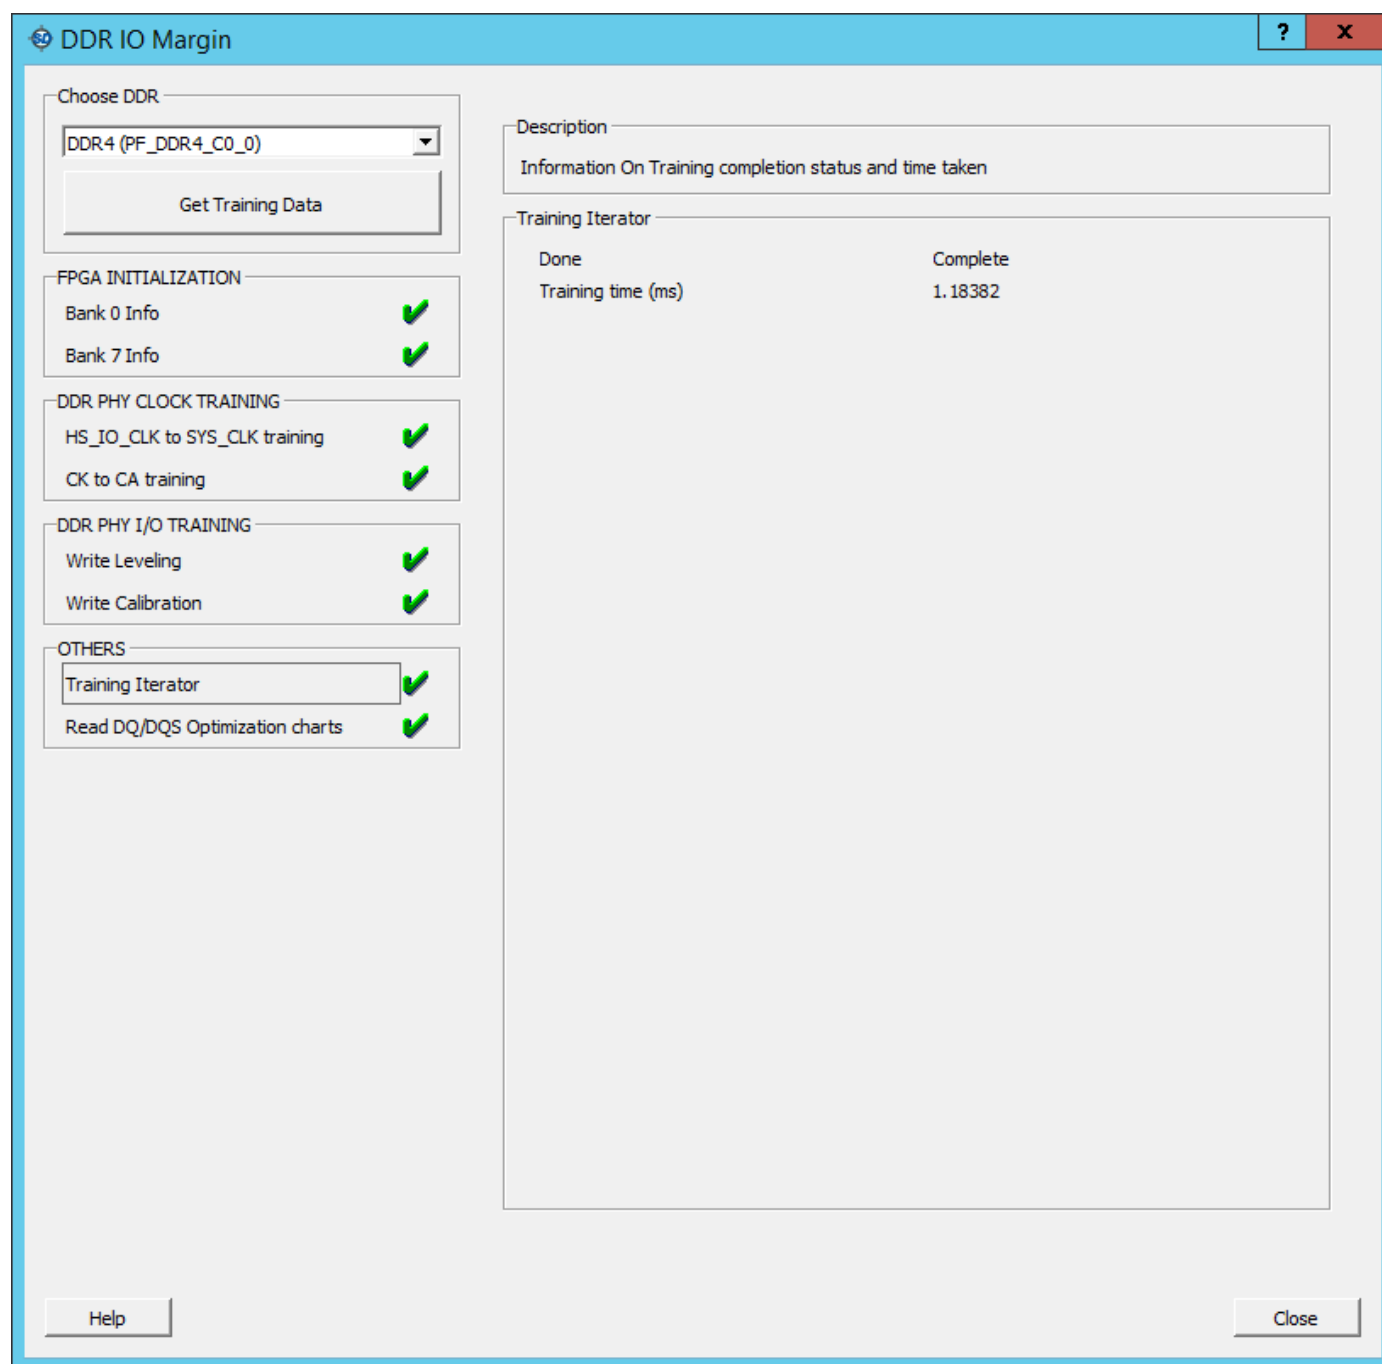 DDR IO Margin
?
x
Choose DDR
DDR4 (PF_DDR4_C0_0)
Get Training Data
FPGA INITIALIZATION
Bank 0 Info
Bank 7 Info
DDR PHY CLOCK TRAINING
HS_IO_CLK to SYS_CLK training
CK to CA training
DDR PHY I/O TRAINING
Write Leveling
Write Calibration
OTHERS
Training Iterator
Read DQ/DQS Optimization charts
Description
Information On Training completion status and time taken
Training Iterator
Done Complete
Training time (ms) 1.18382
Help
Close